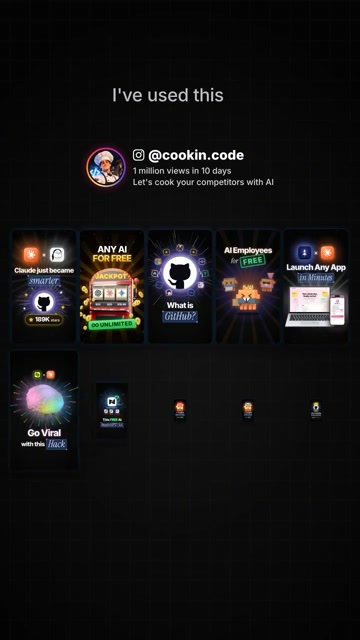 I've used this
@cookin.code
1 million views in 10 days
Let's cook your competitors with AI
Claude just became
smarter
189K stars
ANY AI
FOR FREE
JACKPOT
UNLIMITED
What is
GitHub?
AI Employees
for FREE
Launch Any App
in Minutes
Go Viral
with this Hack